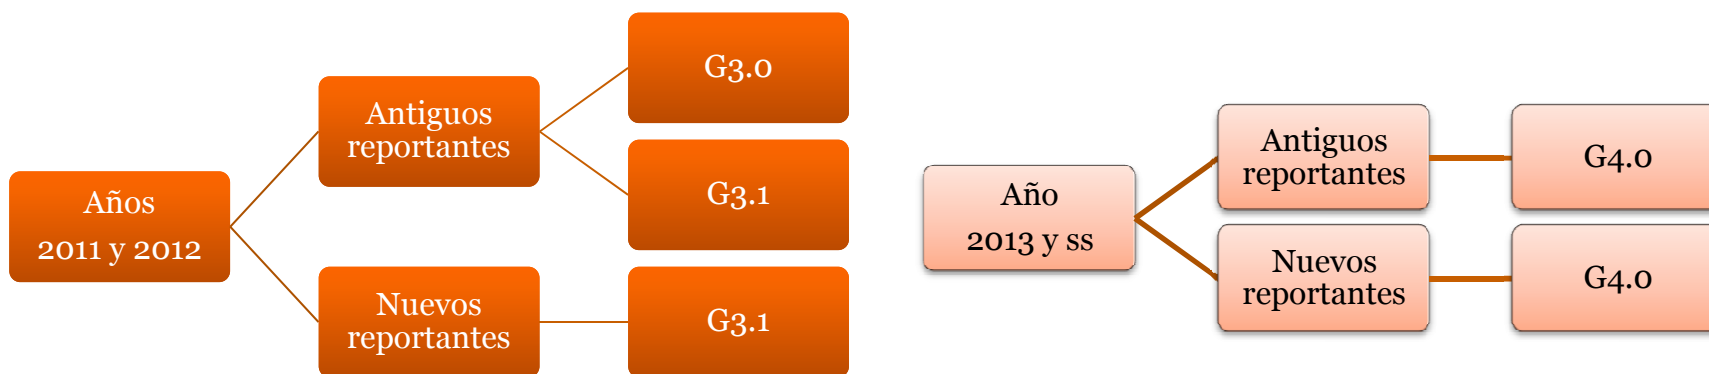 Años
2011 y 2012
Antiguos
reportantes
G3.0
G3.1
Nuevos
reportantes
G3.1
Año
2013 y ss
Antiguos
reportantes
G4.0
Nuevos
reportantes
G4.0